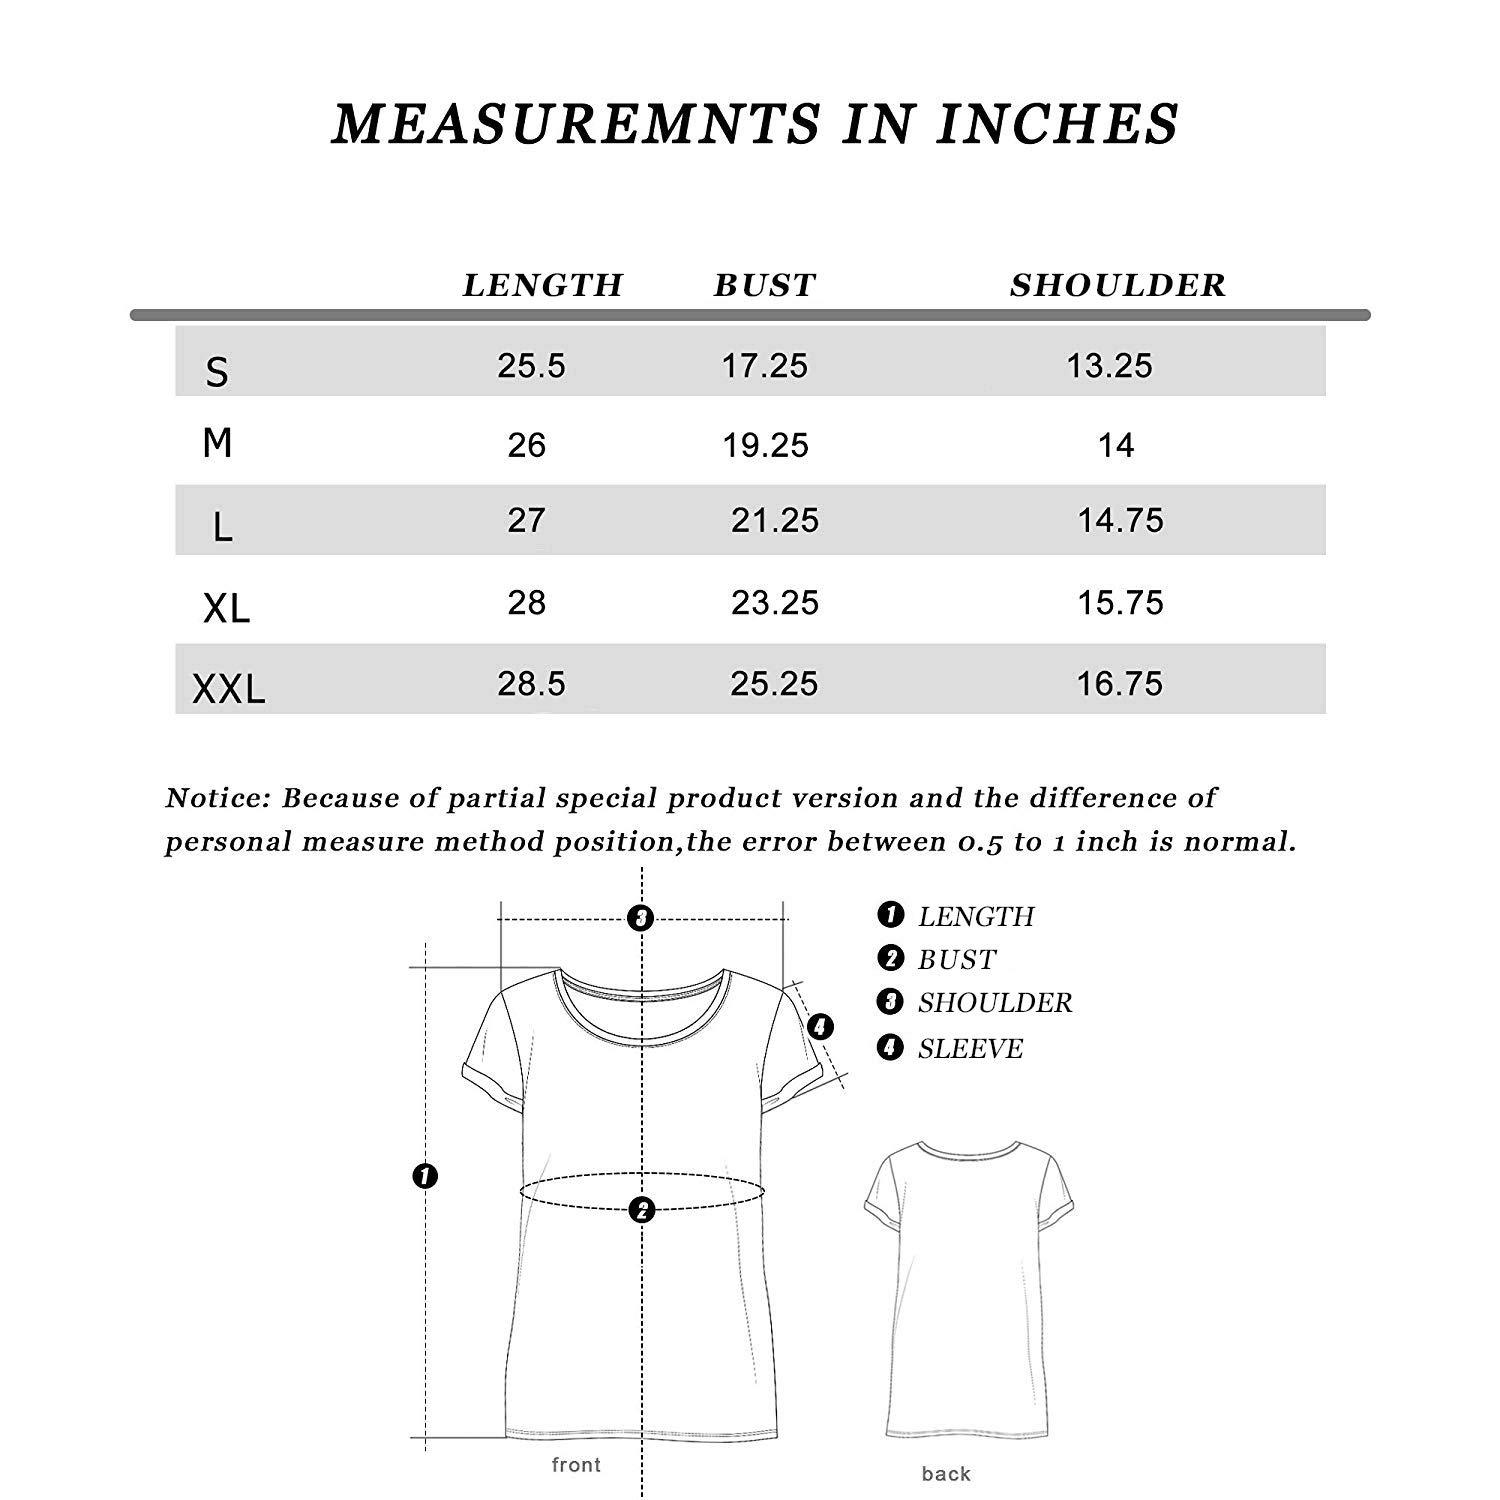 MEASUREMNTS IN INCHES
LENGTH BUST SHOULDER
S 25.5 17.25 13.25
M 26 19.25 14
L 27 21.25 14.75
XL 28 23.25 15.75
XXL 28.5 25.25 16.75
Notice: Because of partial special product version and the difference of
personal measure method position,the error between 0.5 to 1 inch is normal.
3
1 LENGTH
2 BUST
3 SHOULDER
4
4 SLEEVE
1
2
front
back